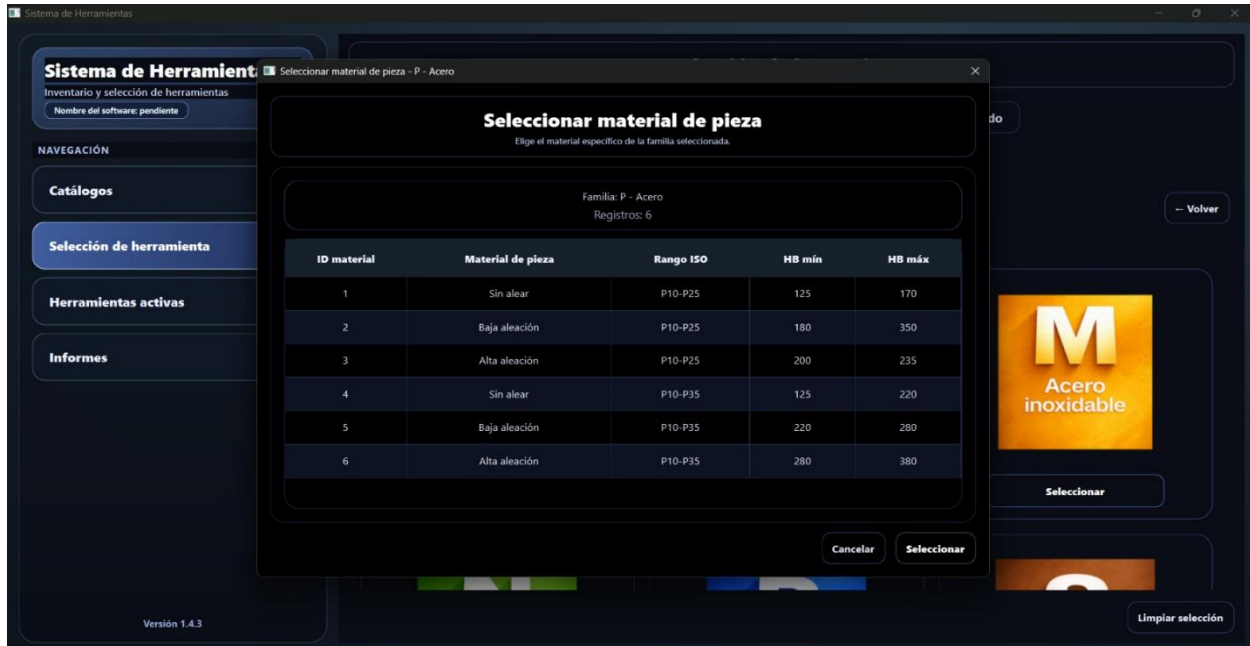 Sistema de Herramientas
Sistema de Herramient
Inventario y selección de herramientas
Nombre del software: pendiente
NAVEGACIÓN
Catálogos
Selección de herramienta
Herramientas activas
Informes
Versión 1.4.3
Seleccionar material de pieza - P - Acero
Seleccionar material de pieza
Elige el material específico de la familia seleccionada.
Familia: P - Acero
Registros: 6
ID material Material de pieza Rango ISO HB mín HB máx
1 Sin alear P10-P25 125 170
2 Baja aleación P10-P25 180 350
3 Alta aleación P10-P25 200 235
4 Sin alear P10-P35 125 220
5 Baja aleación P10-P35 220 280
6 Alta aleación P10-P35 280 380
Cancelar Seleccionar
do
← Volver
M
Acero
inoxidable
Seleccionar
Limpiar selección